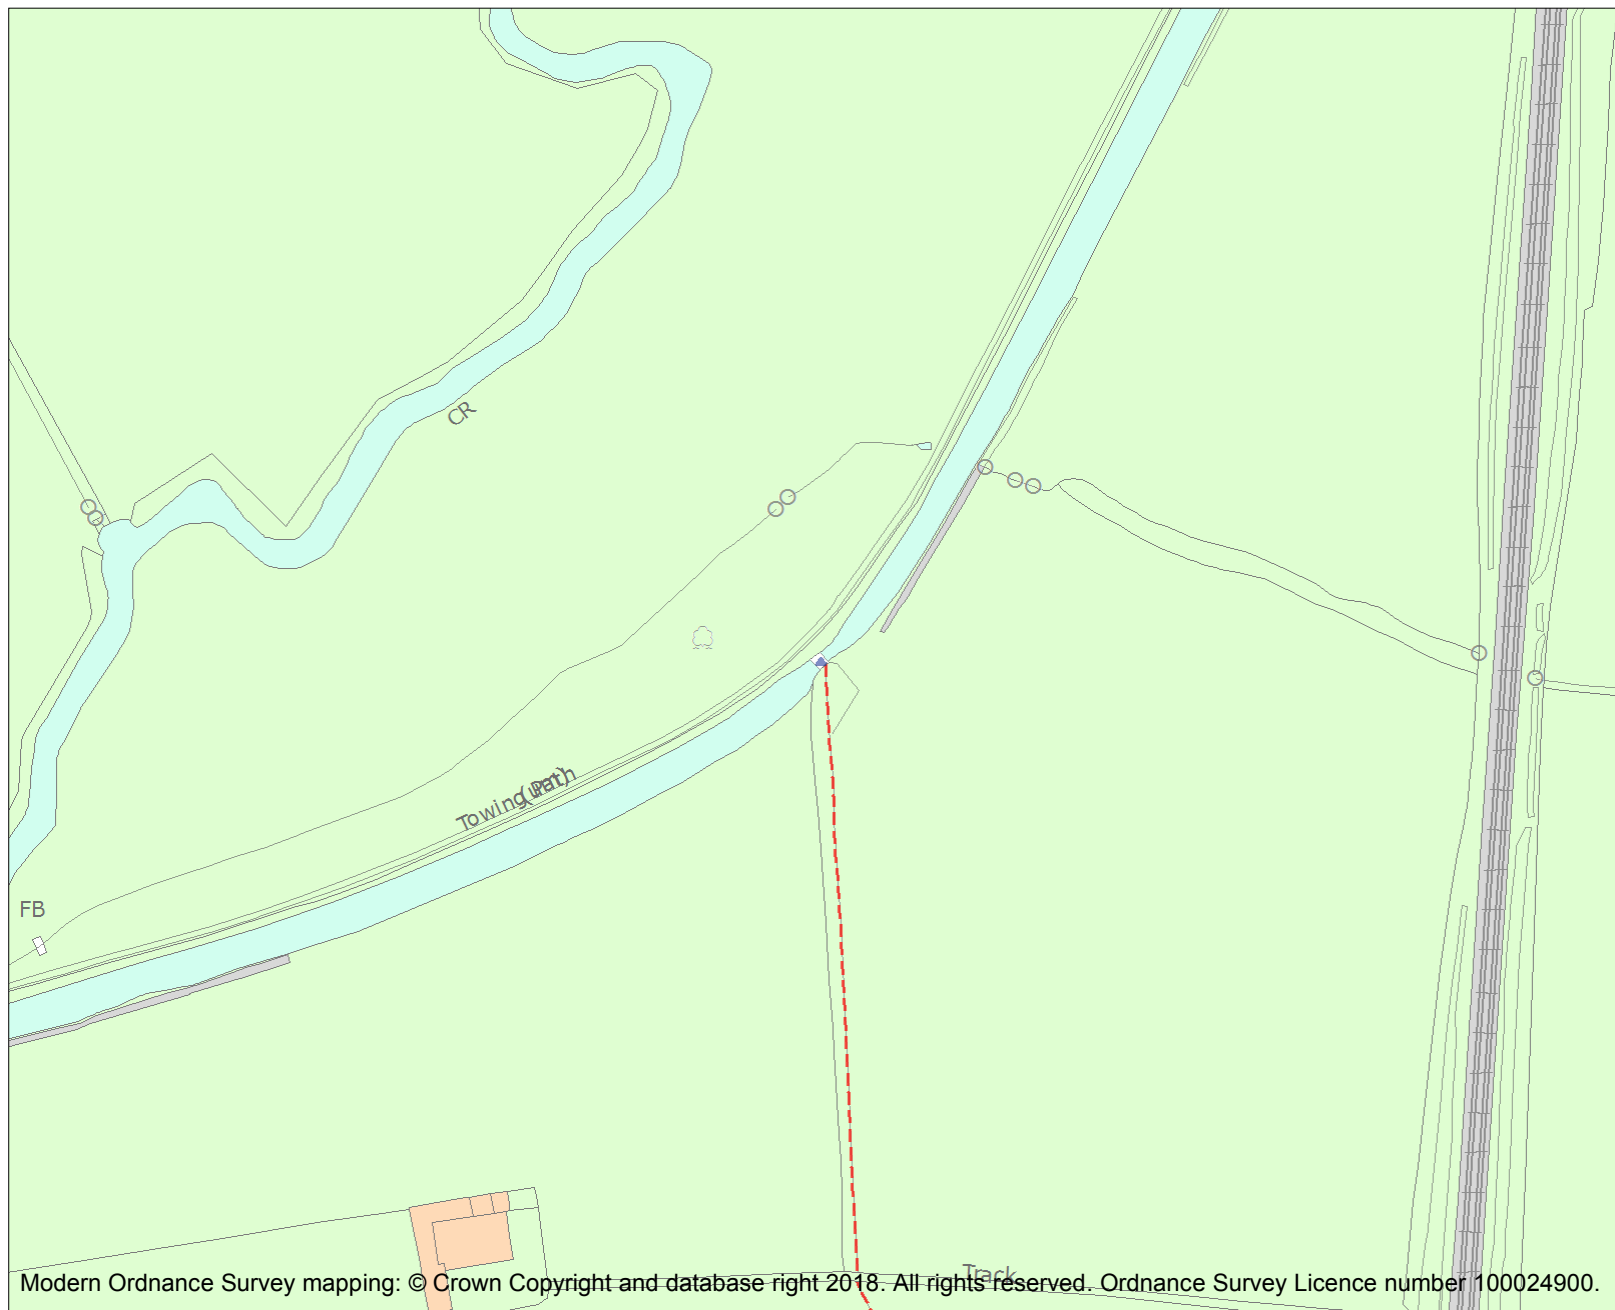 CR
Towing Path
(um)
FB
Track
Modern Ordnance Survey mapping: © Crown Copyright and database right 2018. All rights reserved. Ordnance Survey Licence number 100024900.